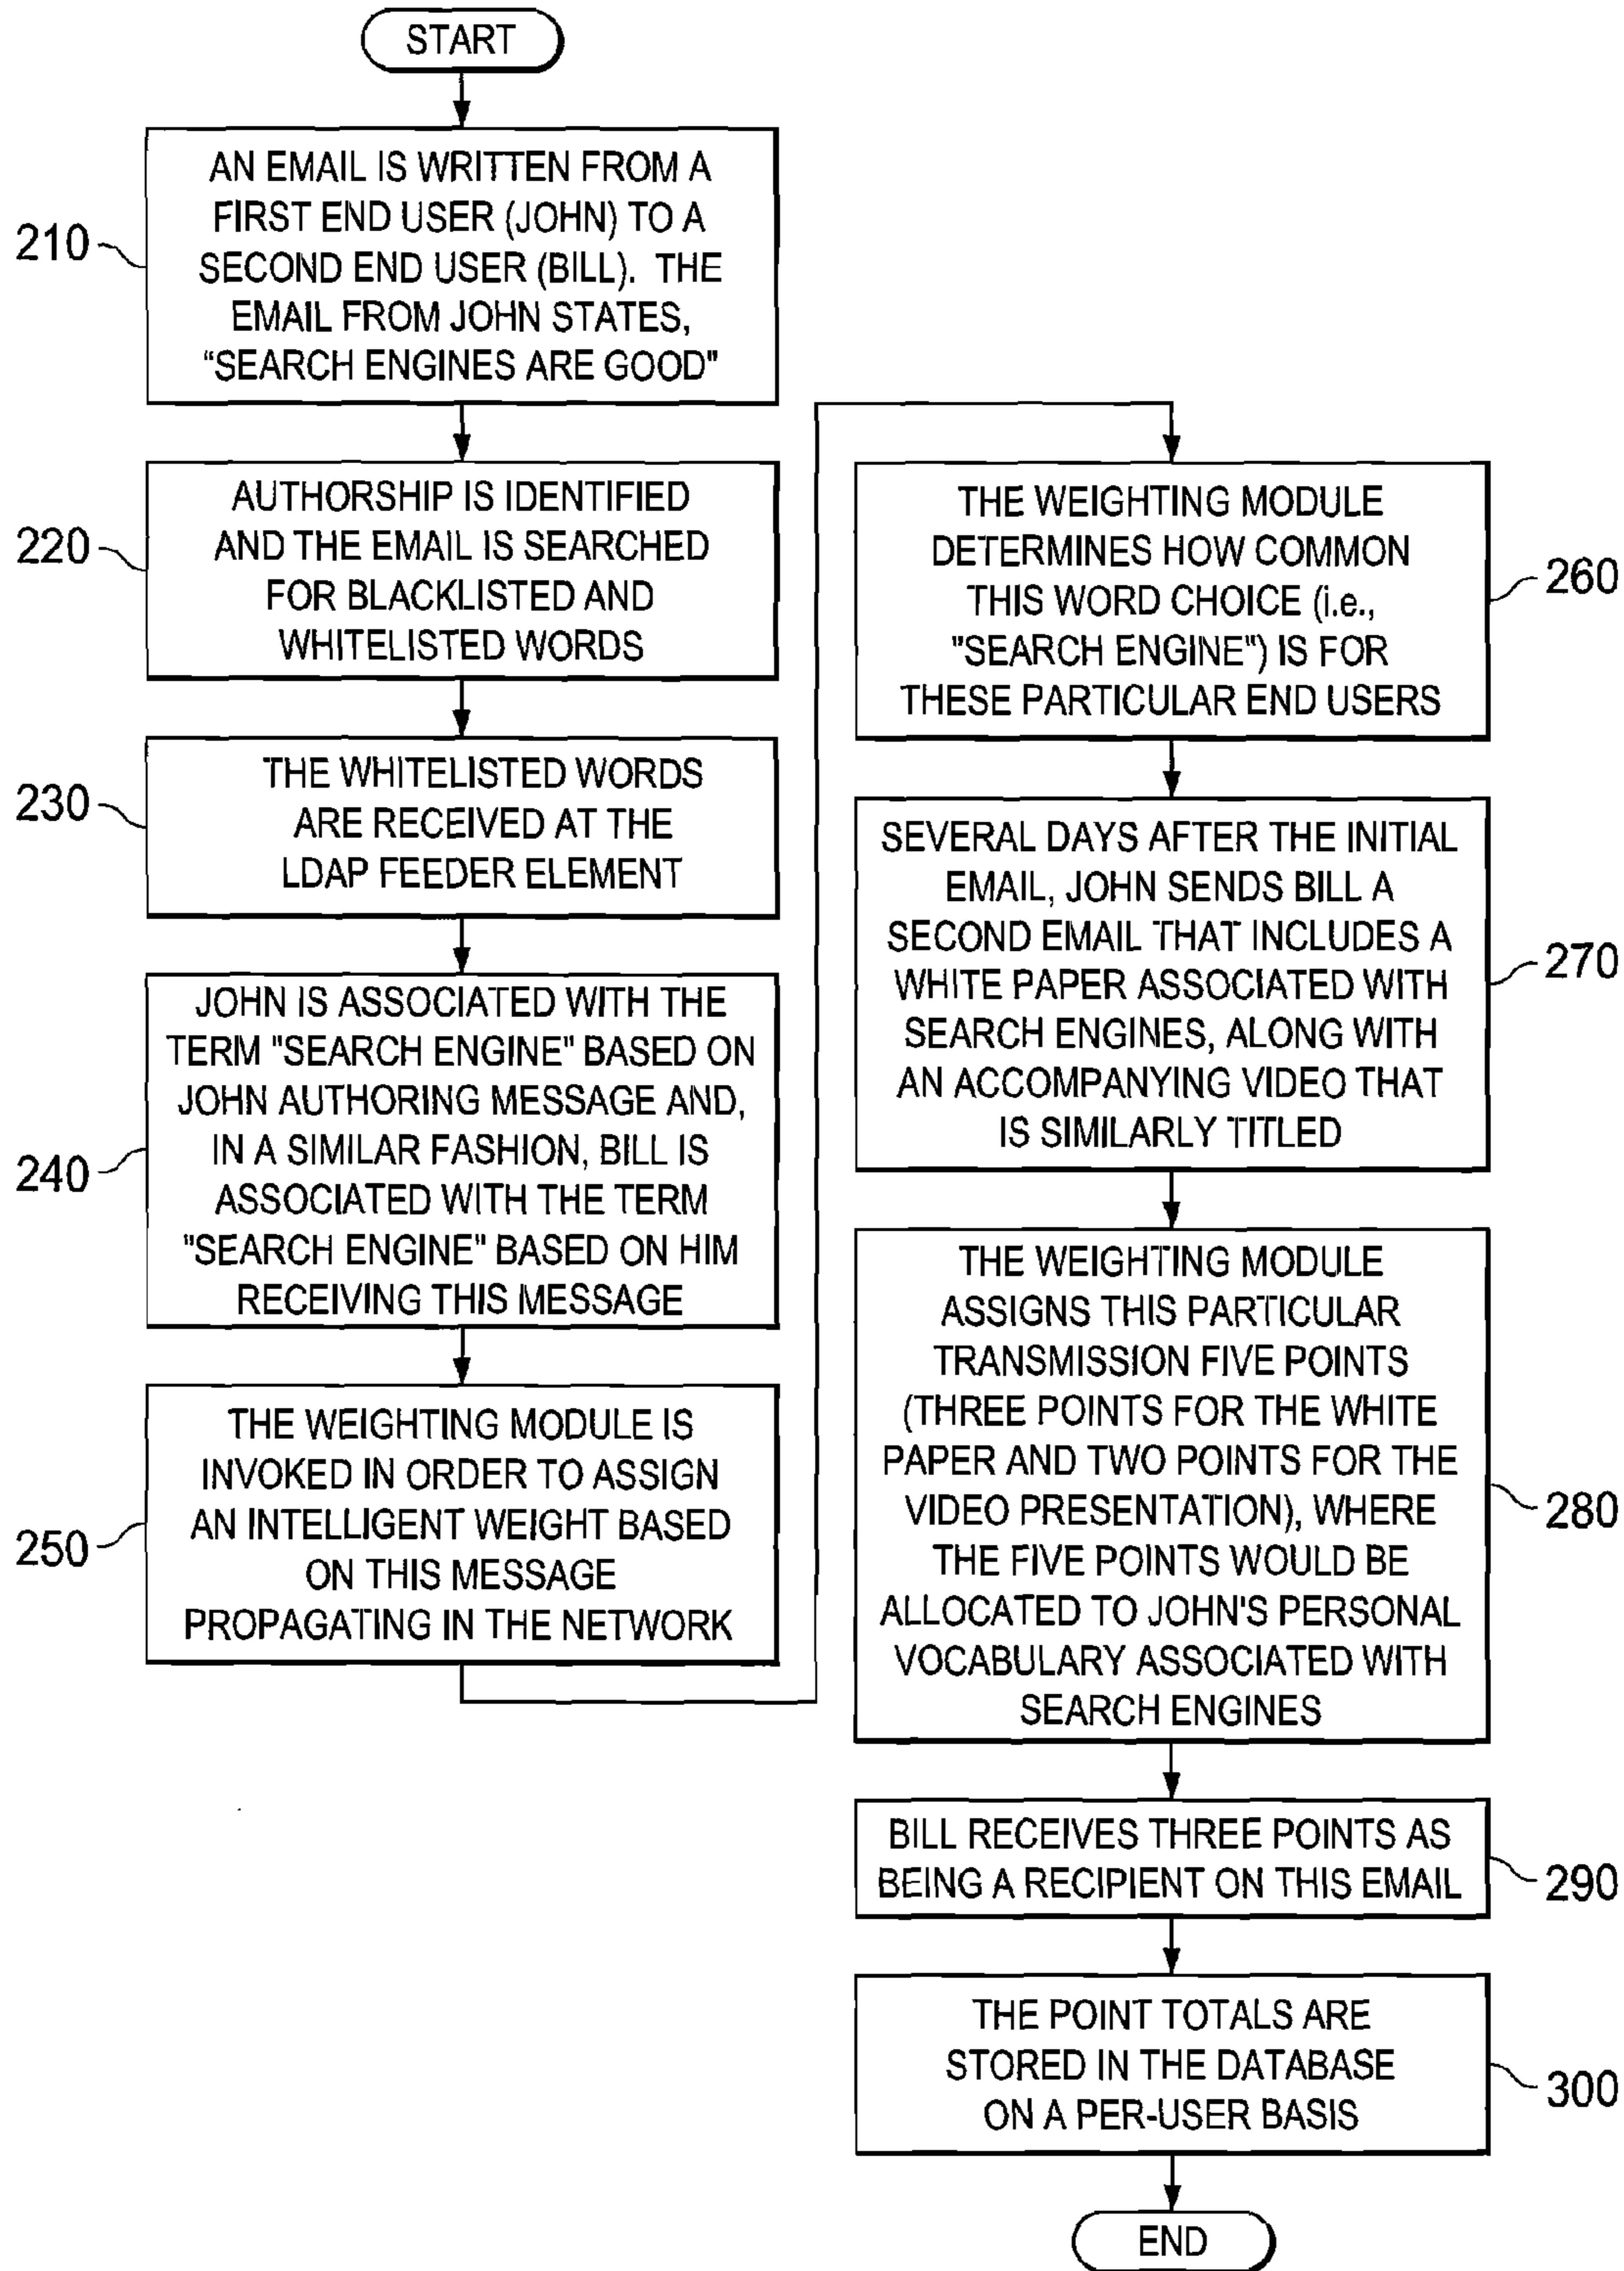 START
210
AN EMAIL IS WRITTEN FROM A
FIRST END USER (JOHN) TO A
SECOND END USER (BILL). THE
EMAIL FROM JOHN STATES,
“SEARCH ENGINES ARE GOOD"
220
AUTHORSHIP IS IDENTIFIED
AND THE EMAIL IS SEARCHED
FOR BLACKLISTED AND
WHITELISTED WORDS
230
THE WHITELISTED WORDS
ARE RECEIVED AT THE
LDAP FEEDER ELEMENT
240
JOHN IS ASSOCIATED WITH THE
TERM "SEARCH ENGINE" BASED ON
JOHN AUTHORING MESSAGE AND,
IN A SIMILAR FASHION, BILL IS
ASSOCIATED WITH THE TERM
"SEARCH ENGINE" BASED ON HIM
RECEIVING THIS MESSAGE
250
THE WEIGHTING MODULE IS
INVOKED IN ORDER TO ASSIGN
AN INTELLIGENT WEIGHT BASED
ON THIS MESSAGE
PROPAGATING IN THE NETWORK
THE WEIGHTING MODULE
DETERMINES HOW COMMON
THIS WORD CHOICE (i.e.,
"SEARCH ENGINE") IS FOR
THESE PARTICULAR END USERS
260
SEVERAL DAYS AFTER THE INITIAL
EMAIL, JOHN SENDS BILL A
SECOND EMAIL THAT INCLUDES A
WHITE PAPER ASSOCIATED WITH
SEARCH ENGINES, ALONG WITH
AN ACCOMPANYING VIDEO THAT
IS SIMILARLY TITLED
270
THE WEIGHTING MODULE
ASSIGNS THIS PARTICULAR
TRANSMISSION FIVE POINTS
(THREE POINTS FOR THE WHITE
PAPER AND TWO POINTS FOR THE
VIDEO PRESENTATION), WHERE
THE FIVE POINTS WOULD BE
ALLOCATED TO JOHN'S PERSONAL
VOCABULARY ASSOCIATED WITH
SEARCH ENGINES
280
BILL RECEIVES THREE POINTS AS
BEING A RECIPIENT ON THIS EMAIL
290
THE POINT TOTALS ARE
STORED IN THE DATABASE
ON A PER-USER BASIS
300
END